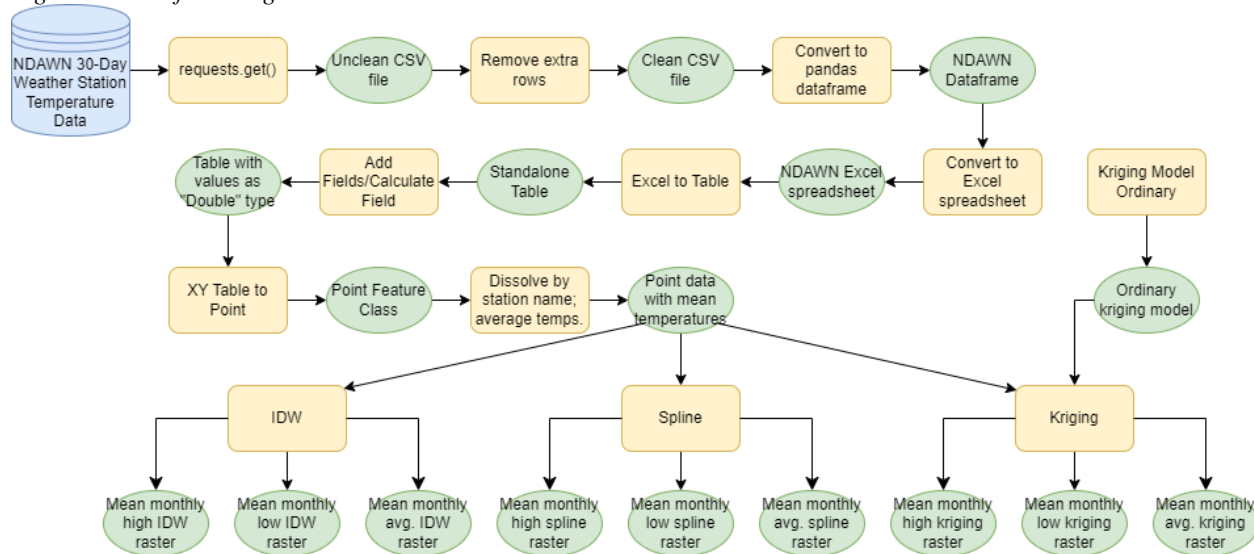 NDAWN 30-Day
Weather Station
Temperature
Data
requests.get()
Unclean CSV
file
Remove extra
rows
Clean CSV
file
Convert to
pandas
dataframe
NDAWN
Dataframe
Table with
values as
"Double" type
Add
Fields/Calculate
Field
Standalone
Table
Excel to Table
NDAWN Excel
spreadsheet
Convert to
Excel
spreadsheet
Kriging Model
Ordinary
XY Table to
Point
Point Feature
Class
Dissolve by
station name;
average temps.
Point data
with mean
temperatures
Ordinary
kriging model
IDW
Spline
Kriging
Mean monthly
high IDW
raster
Mean monthly
low IDW
raster
Mean monthly
avg. IDW
raster
Mean monthly
high spline
raster
Mean monthly
low spline
raster
Mean monthly
avg. spline
raster
Mean monthly
high kriging
raster
Mean monthly
low kriging
raster
Mean monthly
avg. kriging
raster